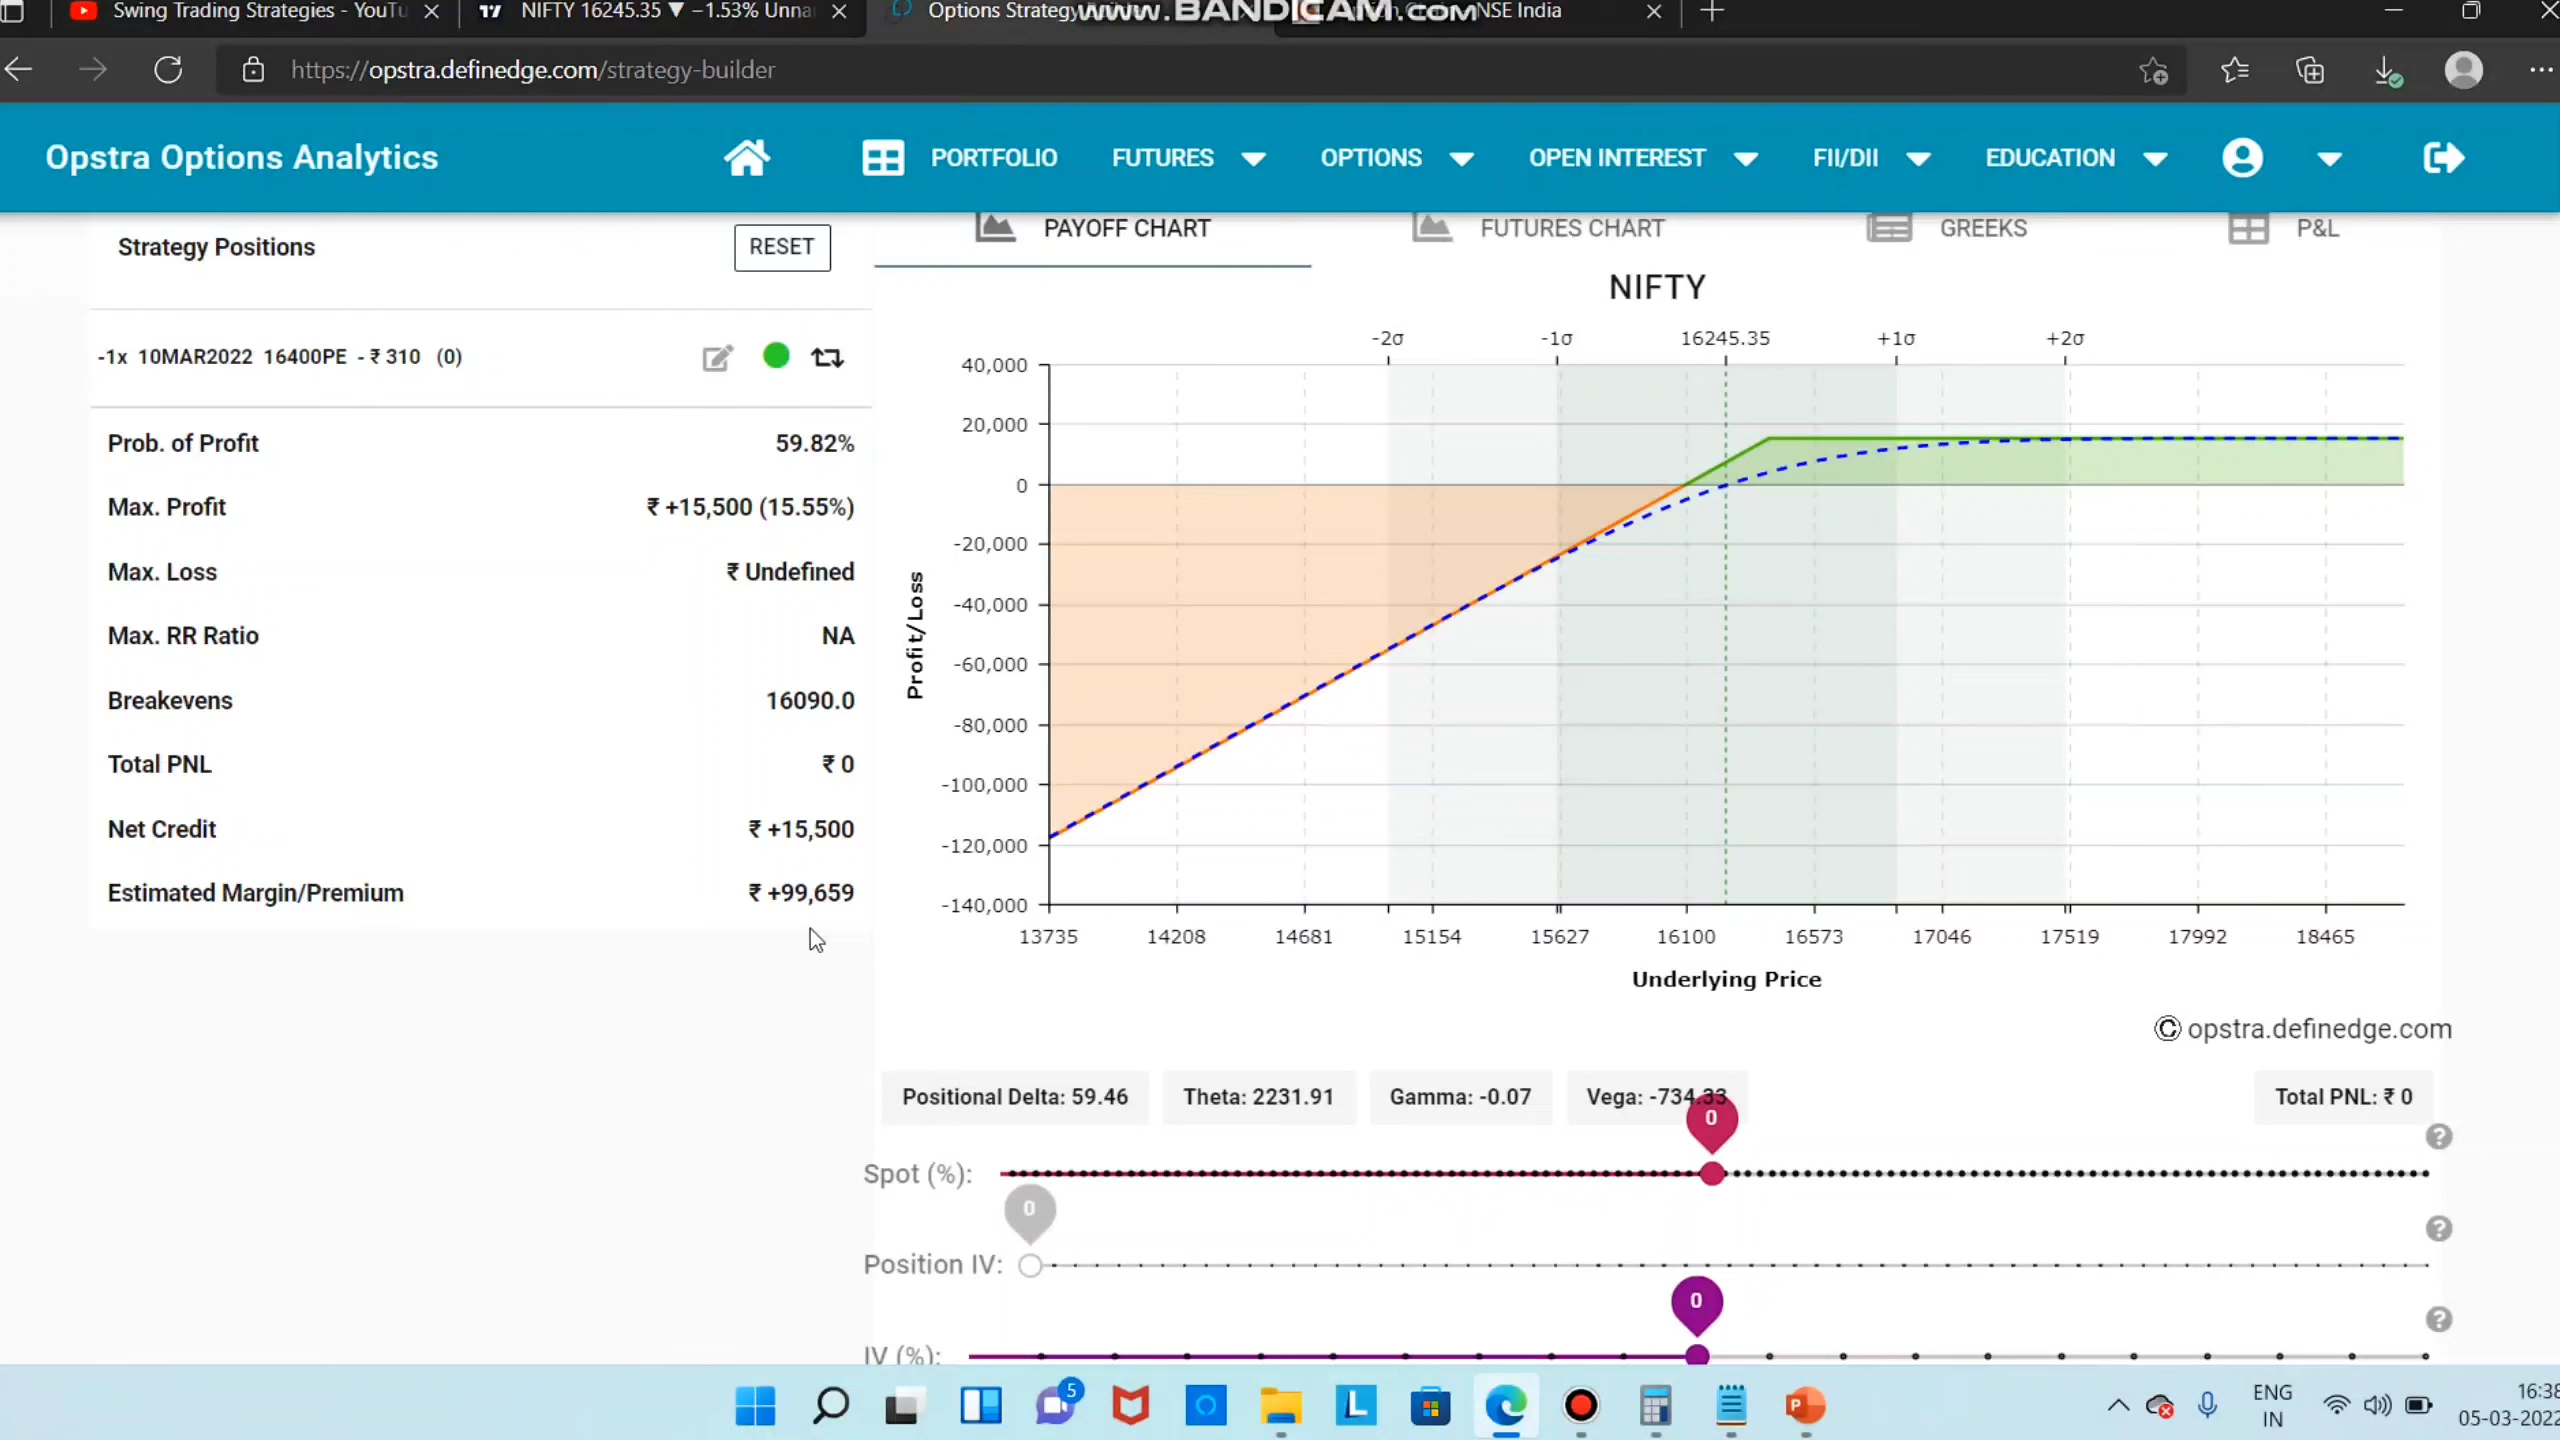 Swing Trading Strategies - YouTu
NIFTY 16245.35 ▼ −1.53% Unna
Options Strategy
www.BANDICAM.com
NSE India
https://opstra.definedge.com/strategy-builder
Opstra Options Analytics
PORTFOLIO
FUTURES
OPTIONS
OPEN INTEREST
FII/DII
EDUCATION
Strategy Positions
RESET
PAYOFF CHART
FUTURES CHART
GREEKS
P&L
-1x 10MAR2022 16400PE - ₹ 310 (0)
Prob. of Profit 59.82%
Max. Profit ₹ +15,500 (15.55%)
Max. Loss ₹ Undefined
Max. RR Ratio NA
Breakevens 16090.0
Total PNL ₹ 0
Net Credit ₹ +15,500
Estimated Margin/Premium ₹ +99,659
NIFTY
-2σ -1σ 16245.35 +1σ +2σ
40,000
20,000
0
-20,000
-40,000
-60,000
-80,000
-100,000
-120,000
-140,000
Profit/Loss
13735 14208 14681 15154 15627 16100 16573 17046 17519 17992 18465
Underlying Price
© opstra.definedge.com
Positional Delta: 59.46
Theta: 2231.91
Gamma: -0.07
Vega: -734.33
Total PNL: ₹ 0
0
Spot (%):
0
Position IV:
0
IV (%):
5
ENG
IN
16:38
05-03-2022